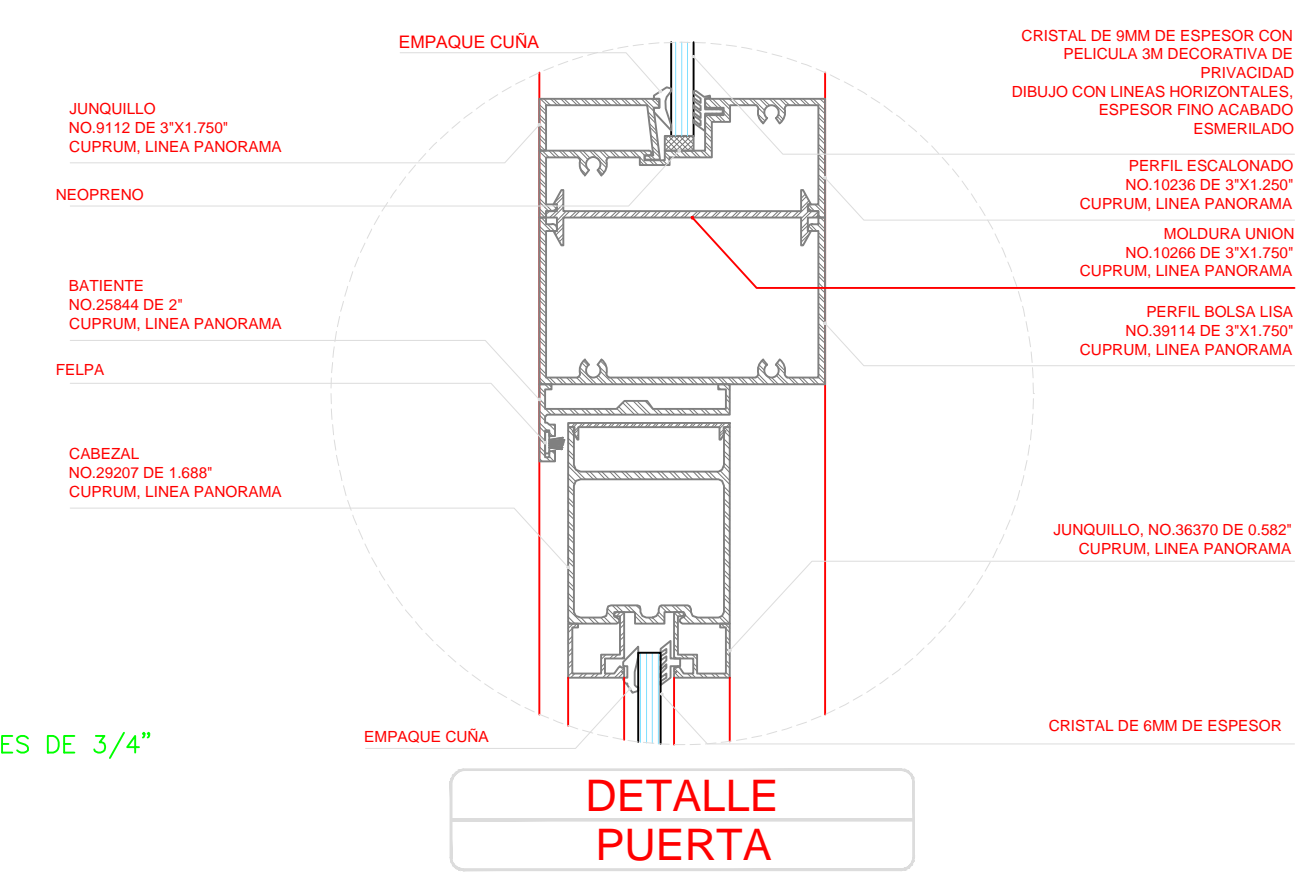 EMPAQUE CUÑA
JUNQUILLO
NO.9112 DE 3"X1.750"
CUPRUM, LINEA PANORAMA
NEOPRENO
BATIENTE
NO.25844 DE 2"
CUPRUM, LINEA PANORAMA
FELPA
CABEZAL
NO.29207 DE 1.688"
CUPRUM, LINEA PANORAMA
CRISTAL DE 9MM DE ESPESOR CON
PELICULA 3M DECORATIVA DE
PRIVACIDAD
DIBUJO CON LINEAS HORIZONTALES,
ESPESOR FINO ACABADO
ESMERILADO
PERFIL ESCALONADO
NO.10236 DE 3"X1.250"
CUPRUM, LINEA PANORAMA
MOLDURA UNION
NO.10266 DE 3"X1.750"
CUPRUM, LINEA PANORAMA
PERFIL BOLSA LISA
NO.39114 DE 3"X1.750"
CUPRUM, LINEA PANORAMA
JUNQUILLO, NO.36370 DE 0.582"
CUPRUM, LINEA PANORAMA
ES DE 3/4”
EMPAQUE CUÑA
CRISTAL DE 6MM DE ESPESOR
DETALLE
PUERTA